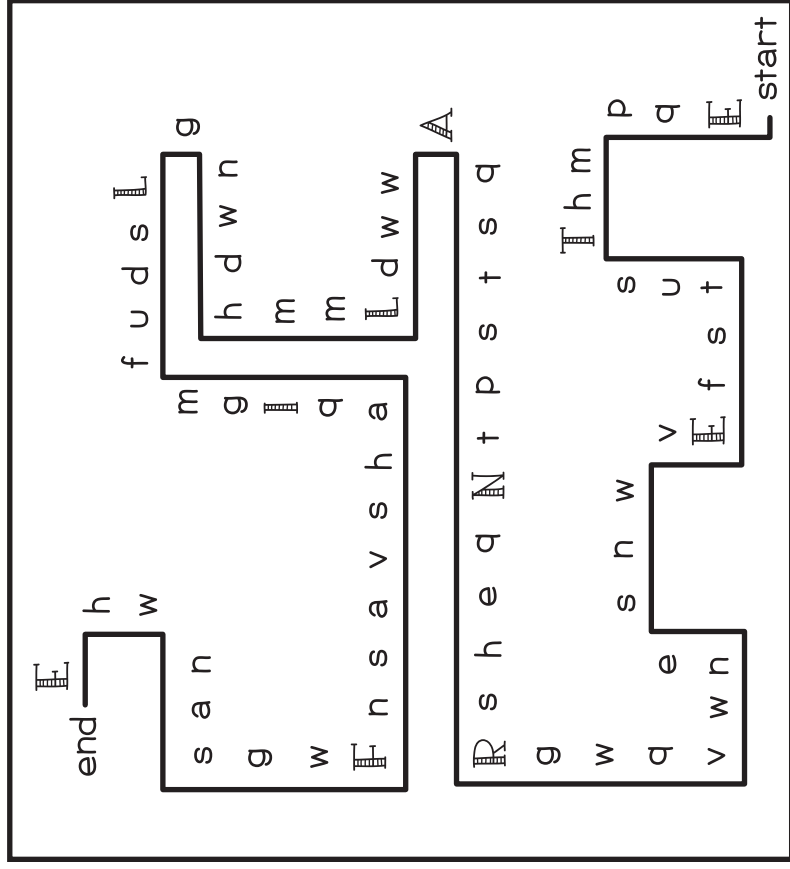 E
end h
w
f u d s L
m g
s a n
h d w n
g g
I m
w q m
F n s a v s h a L d w w
A
R s h e q N t p s t s q
g
I h m
w s n w s p
q e v u q
v w n E f s t E
start